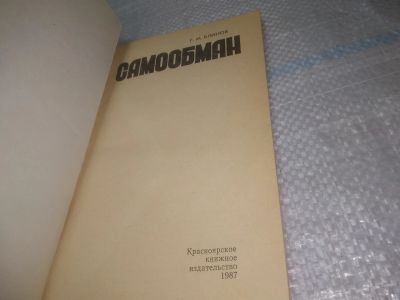 САМООБМАН
Красноярское
книжное
издательство
1987